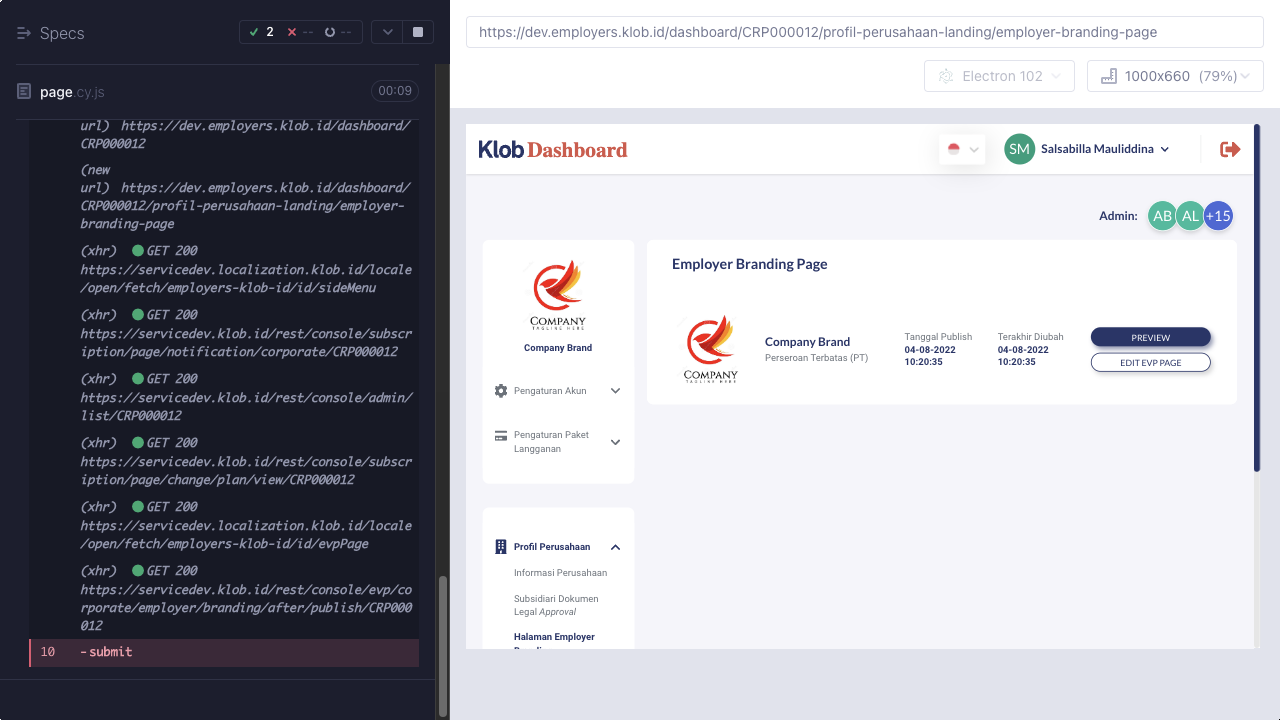 Specs
2
--
--
page.cy.js
00:09
url) https://dev.employers.klob.id/dashboard/
CRP000012
(new
url) https://dev.employers.klob.id/dashboard/
CRP000012/profil-perusahaan-landing/employer-
branding-page
(xhr) GET 200
https://servicedev.localization.klob.id/locale
/open/fetch/employers-klob-id/id/sideMenu
(xhr) GET 200
https://servicedev.klob.id/rest/console/subscr
iption/page/notification/corporate/CRP000012
(xhr) GET 200
https://servicedev.klob.id/rest/console/admin/
list/CRP000012
(xhr) GET 200
https://servicedev.klob.id/rest/console/subscr
iption/page/change/plan/view/CRP000012
(xhr) GET 200
https://servicedev.localization.klob.id/locale
/open/fetch/employers-klob-id/id/evpPage
(xhr) GET 200
https://servicedev.klob.id/rest/console/evp/co
rporate/employer/branding/after/publish/CRP000
012
10 -submit
https://dev.employers.klob.id/dashboard/CRP000012/profil-perusahaan-landing/employer-branding-page
Electron 102
1000x660 (79%)
Klob Dashboard
SM Salsabilla Mauliddina
Admin: AB AL +15
COMPANY
TAGLINE HERE
Company Brand
Pengaturan Akun
Pengaturan Paket
Langganan
Profil Perusahaan
Informasi Perusahaan
Subsidiari Dokumen
Legal Approval
Halaman Employer
Employer Branding Page
COMPANY
TAGLINE HERE
Company Brand
Perseroan Terbatas (PT)
Tanggal Publish
04-08-2022
10:20:35
Terakhir Diubah
04-08-2022
10:20:35
PREVIEW
EDIT EVP PAGE